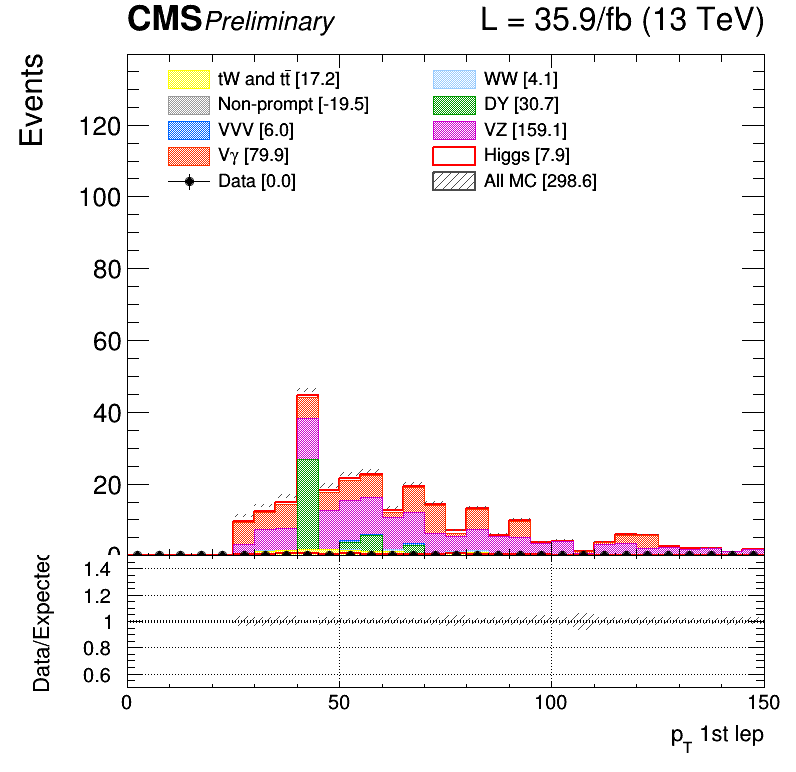 CMS Preliminary L = 35.9/fb (13 TeV)
Events
tW and tt̄ [17.2] WW [4.1]
Non-prompt [-19.5] DY [30.7]
VVV [6.0] VZ [159.1]
Vγ [79.9] Higgs [7.9]
Data [0.0] All MC [298.6]
120
100
80
60
40
20
0
Data/Expected
1.4
1.2
1
0.8
0.6
0 50 100 150
p_T 1st lep